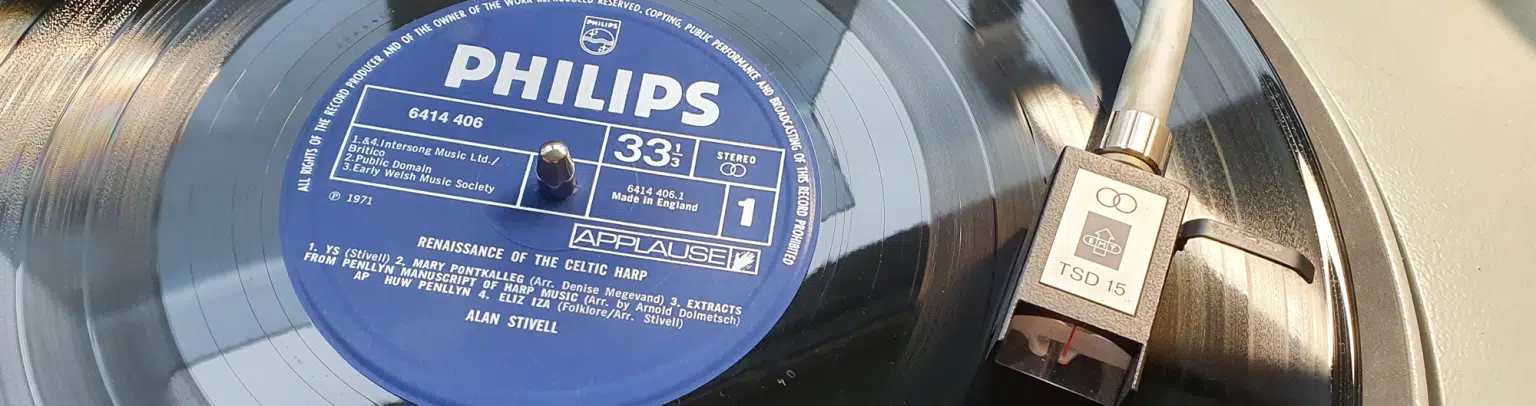 ALL RIGHTS OF THE RECORD PRODUCER AND OF THE OWNER OF THE WORK REPRODUCED RESERVED. COPYING, PUBLIC PERFORMANCE AND BROADCASTING OF THIS RECORD PROHIBITED
PHILIPS
PHILIPS
6414 406
1.&4.Intersong Music Ltd./
Britico
2.Public Domain
3.Early Welsh Music Society
33 1/3
STEREO
6414 406.1
Made in England
1
Ⓟ 1971
APPLAUSE
RENAISSANCE OF THE CELTIC HARP
1. YS (Stivell) 2. MARY PONTKALLEG (Arr. Denise Megevand) 3. EXTRACTS
FROM PENLLYN MANUSCRIPT OF HARP MUSIC (Arr. by Arnold Dolmetsch)
AP HUW PENLLYN 4. ELIZ IZA (Folklore/Arr. Stivell)
ALAN STIVELL
EMT
TSD 15